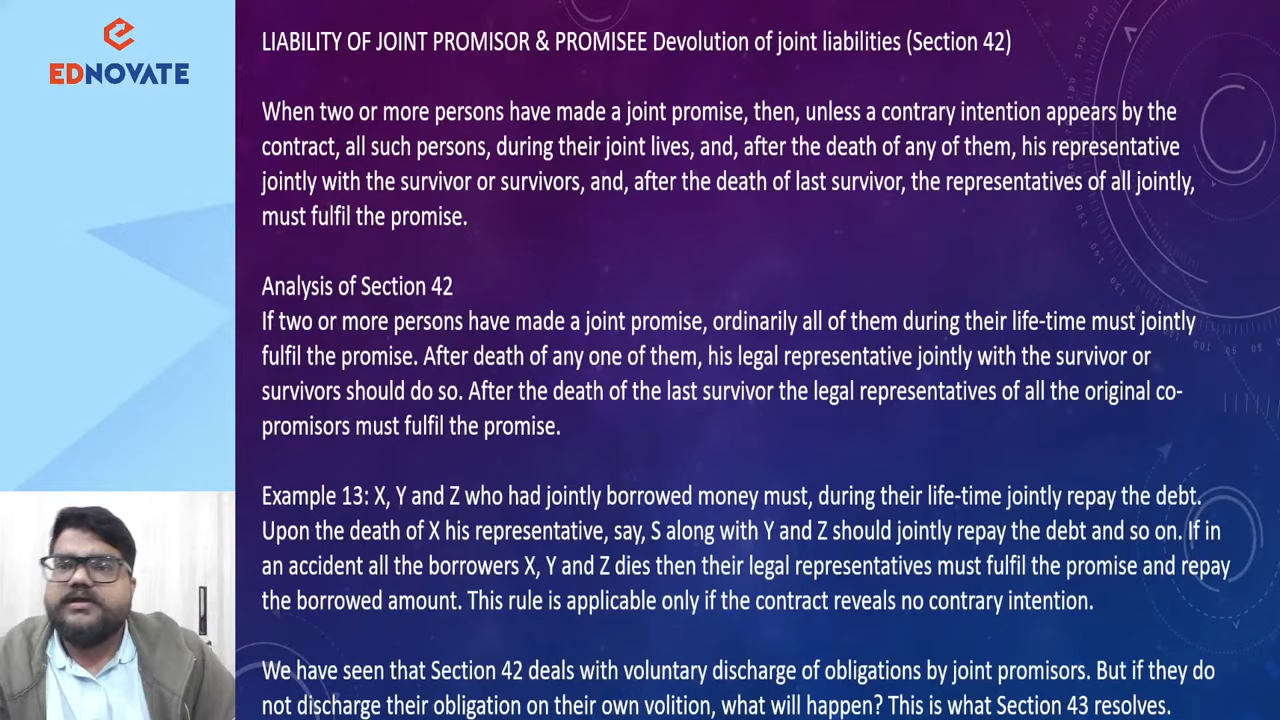 EDNOVATE
LIABILITY OF JOINT PROMISOR & PROMISEE Devolution of joint liabilities (Section 42)
When two or more persons have made a joint promise, then, unless a contrary intention appears by the
contract, all such persons, during their joint lives, and, after the death of any of them, his representative
jointly with the survivor or survivors, and, after the death of last survivor, the representatives of all jointly,
must fulfil the promise.
Analysis of Section 42
If two or more persons have made a joint promise, ordinarily all of them during their life-time must jointly
fulfil the promise. After death of any one of them, his legal representative jointly with the survivor or
survivors should do so. After the death of the last survivor the legal representatives of all the original co-
promisors must fulfil the promise.
Example 13: X, Y and Z who had jointly borrowed money must, during their life-time jointly repay the debt.
Upon the death of X his representative, say, S along with Y and Z should jointly repay the debt and so on. If in
an accident all the borrowers X, Y and Z dies then their legal representatives must fulfil the promise and repay
the borrowed amount. This rule is applicable only if the contract reveals no contrary intention.
We have seen that Section 42 deals with voluntary discharge of obligations by joint promisors. But if they do
not discharge their obligation on their own volition, what will happen? This is what Section 43 resolves.